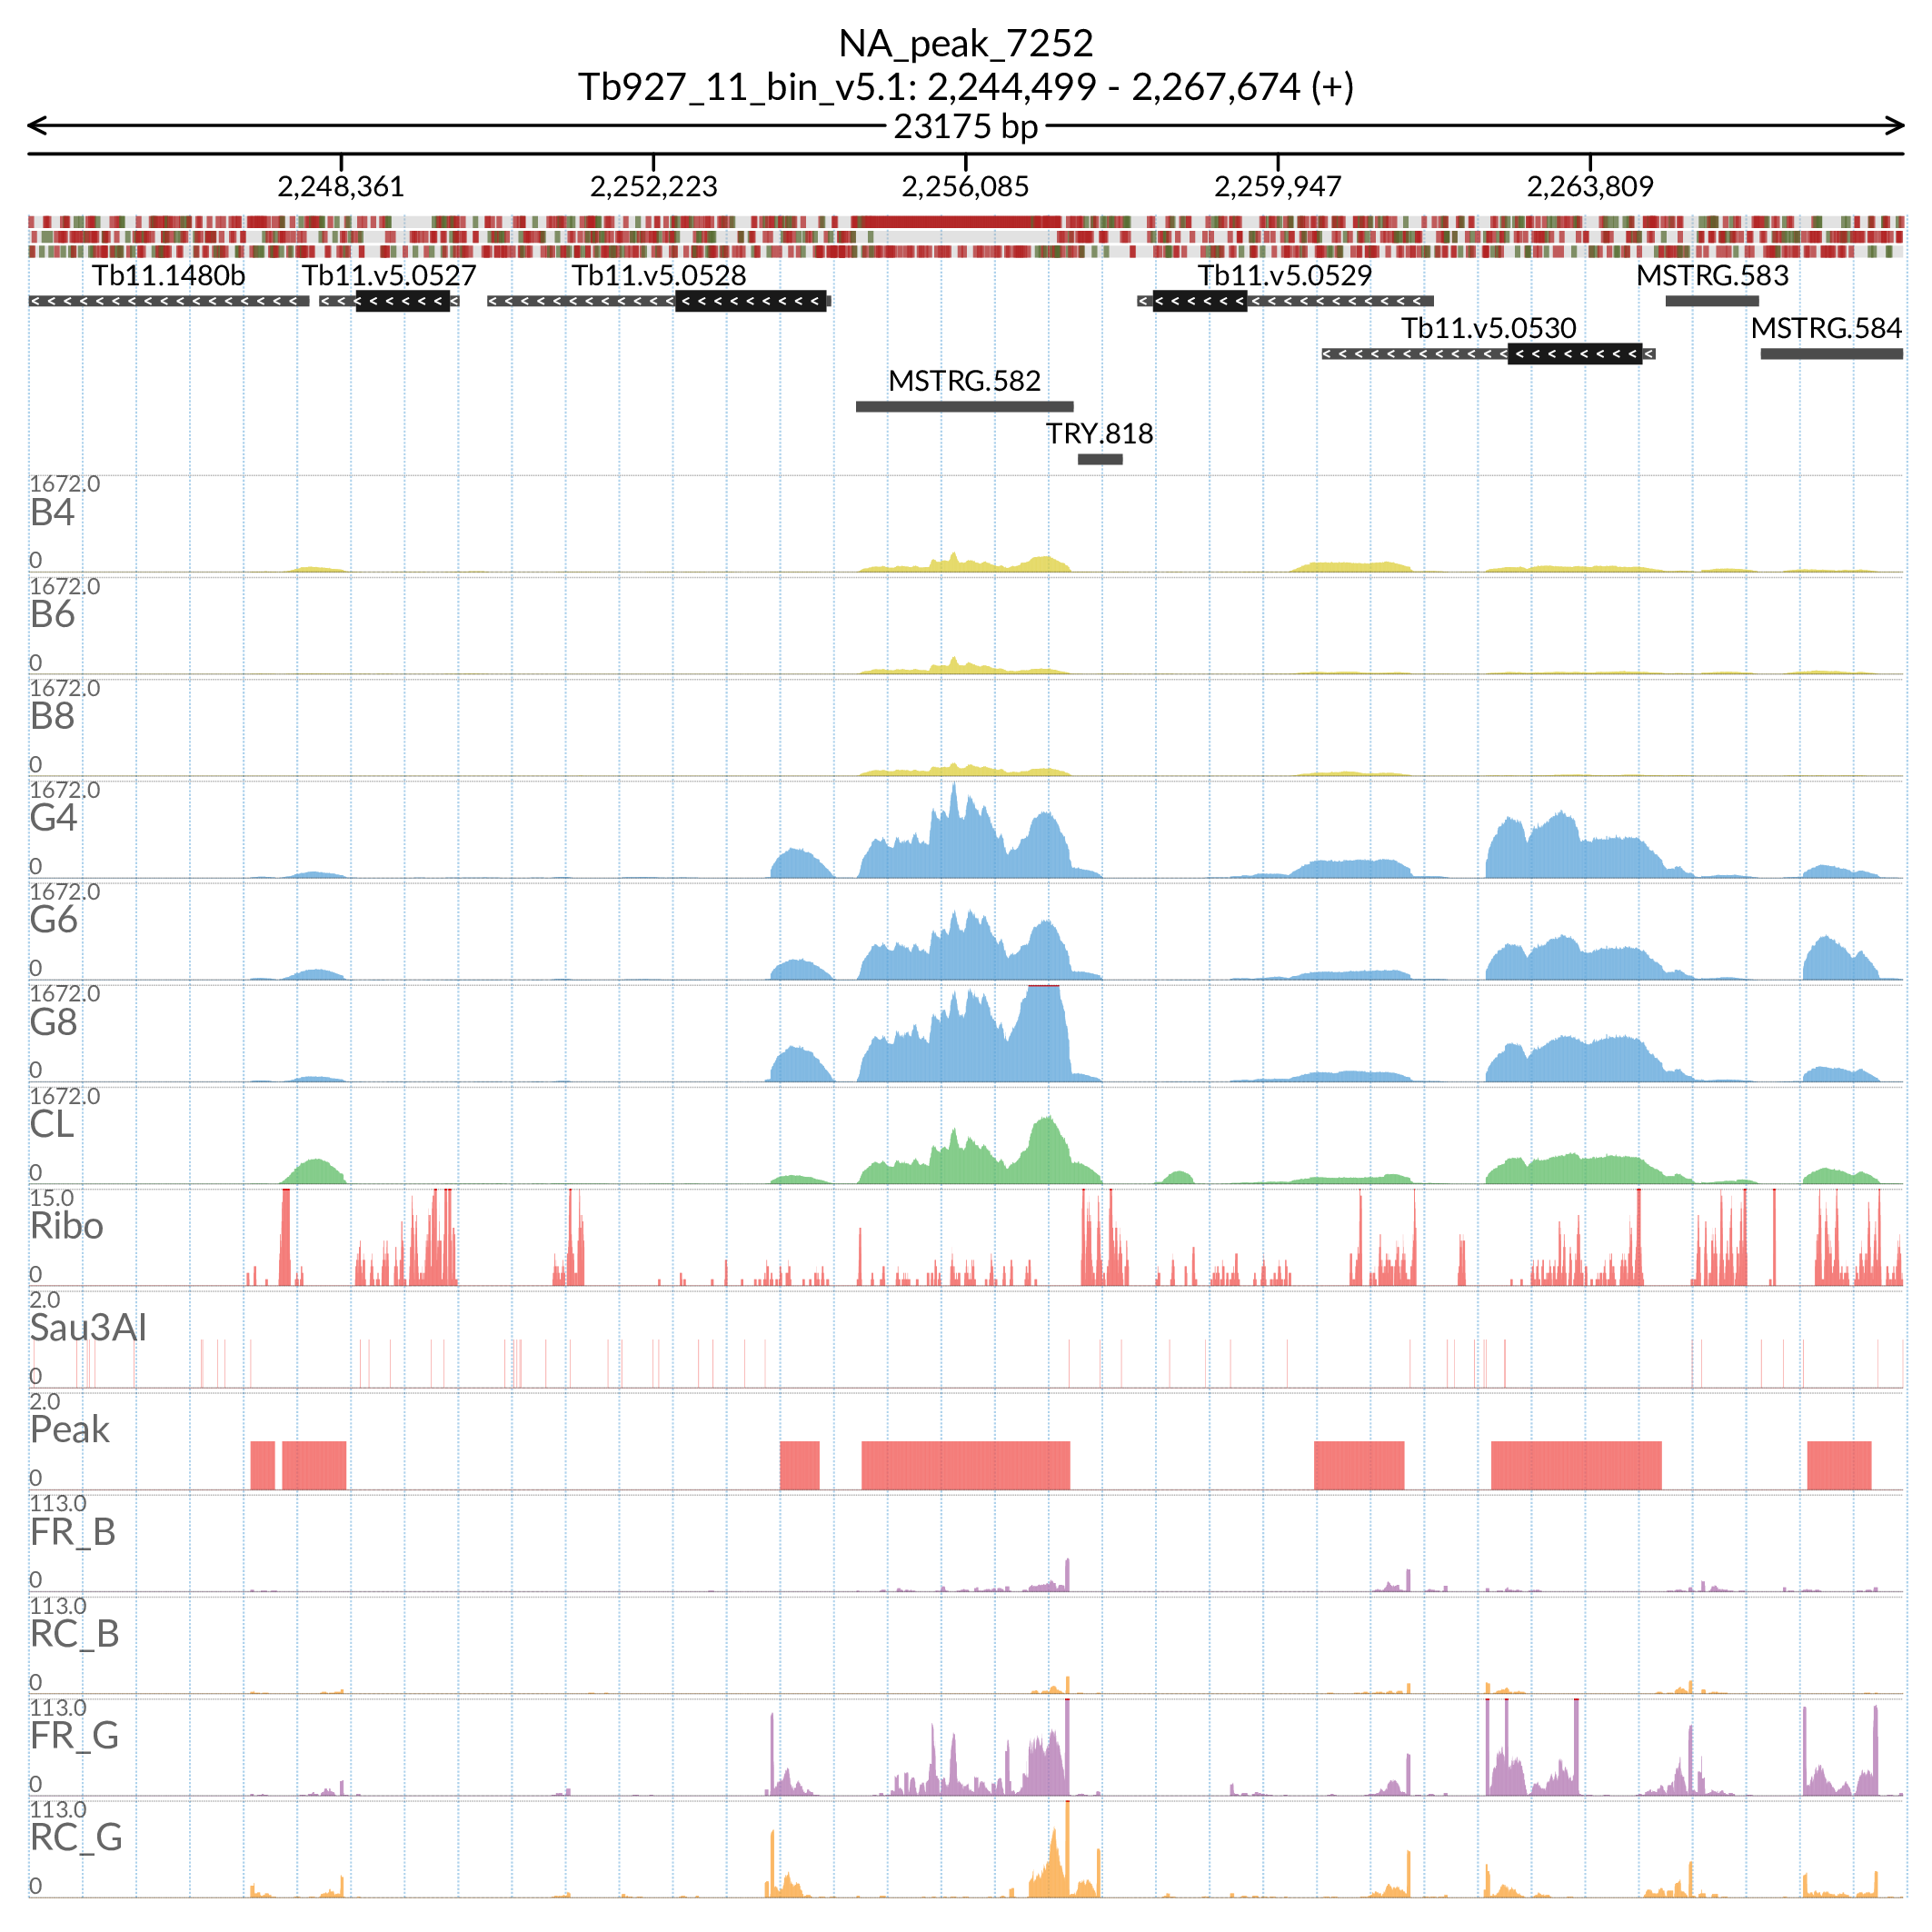 NA_peak_7252
Tb927_11_bin_v5.1: 2,244,499 - 2,267,674 (+)
23175 bp
2,248,361 2,252,223 2,256,085 2,259,947 2,263,809
Tb11.1480b Tb11.v5.0527 Tb11.v5.0528 Tb11.v5.0529 MSTRG.583
Tb11.v5.0530 MSTRG.584
MSTRG.582
TRY.818
1672.0
B4
0
1672.0
B6
0
1672.0
B8
0
1672.0
G4
0
1672.0
G6
0
1672.0
G8
0
1672.0
CL
0
15.0
Ribo
0
2.0
Sau3AI
0
2.0
Peak
0
113.0
FR_B
0
113.0
RC_B
0
113.0
FR_G
0
113.0
RC_G
0